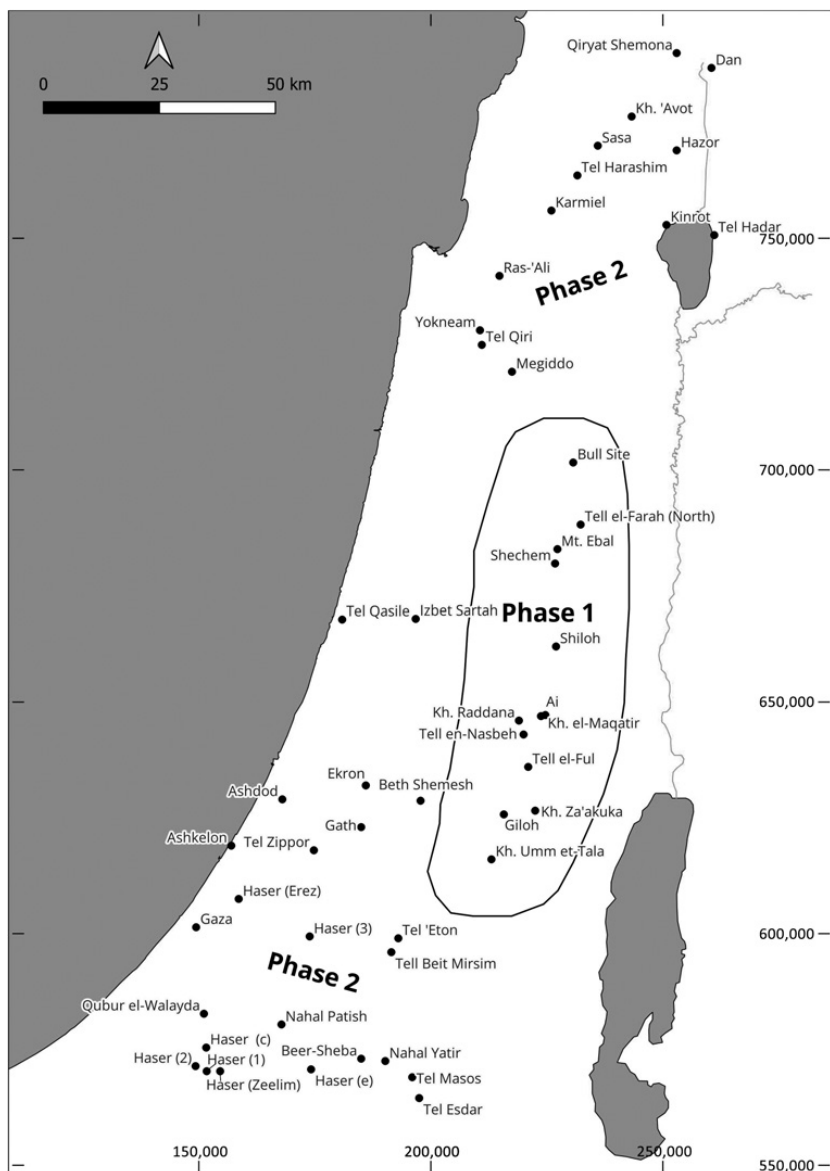 Qiryat Shemona
Dan
0 25 50 km
Kh. 'Avot
Sasa
Hazor
Tel Harashim
Karmiel
Kinrot
Tel Hadar
750,000
Ras-'Ali
Phase 2
Yokneam
Tel Qiri
Megiddo
Bull Site
700,000
Tell el-Farah (North)
Mt. Ebal
Shechem
Tel Qasile
Izbet Sartah
Phase 1
Shiloh
Ai
650,000
Kh. Raddana
Kh. el-Maqatir
Tell en-Nasbeh
Tell el-Ful
Ekron
Beth Shemesh
Ashdod
Kh. Za'akuka
Gath
Giloh
Ashkelon
Tel Zippor
Kh. Umm et-Tala
Haser (Erez)
Gaza
Haser (3)
Tel 'Eton
600,000
Tell Beit Mirsim
Phase 2
Qubur el-Walayda
Nahal Patish
Haser (c)
Beer-Sheba
Nahal Yatir
Haser (2)
Haser (1)
Haser (Zeelim)
Haser (e)
Tel Masos
Tel Esdar
150,000
200,000
250,000
550,000